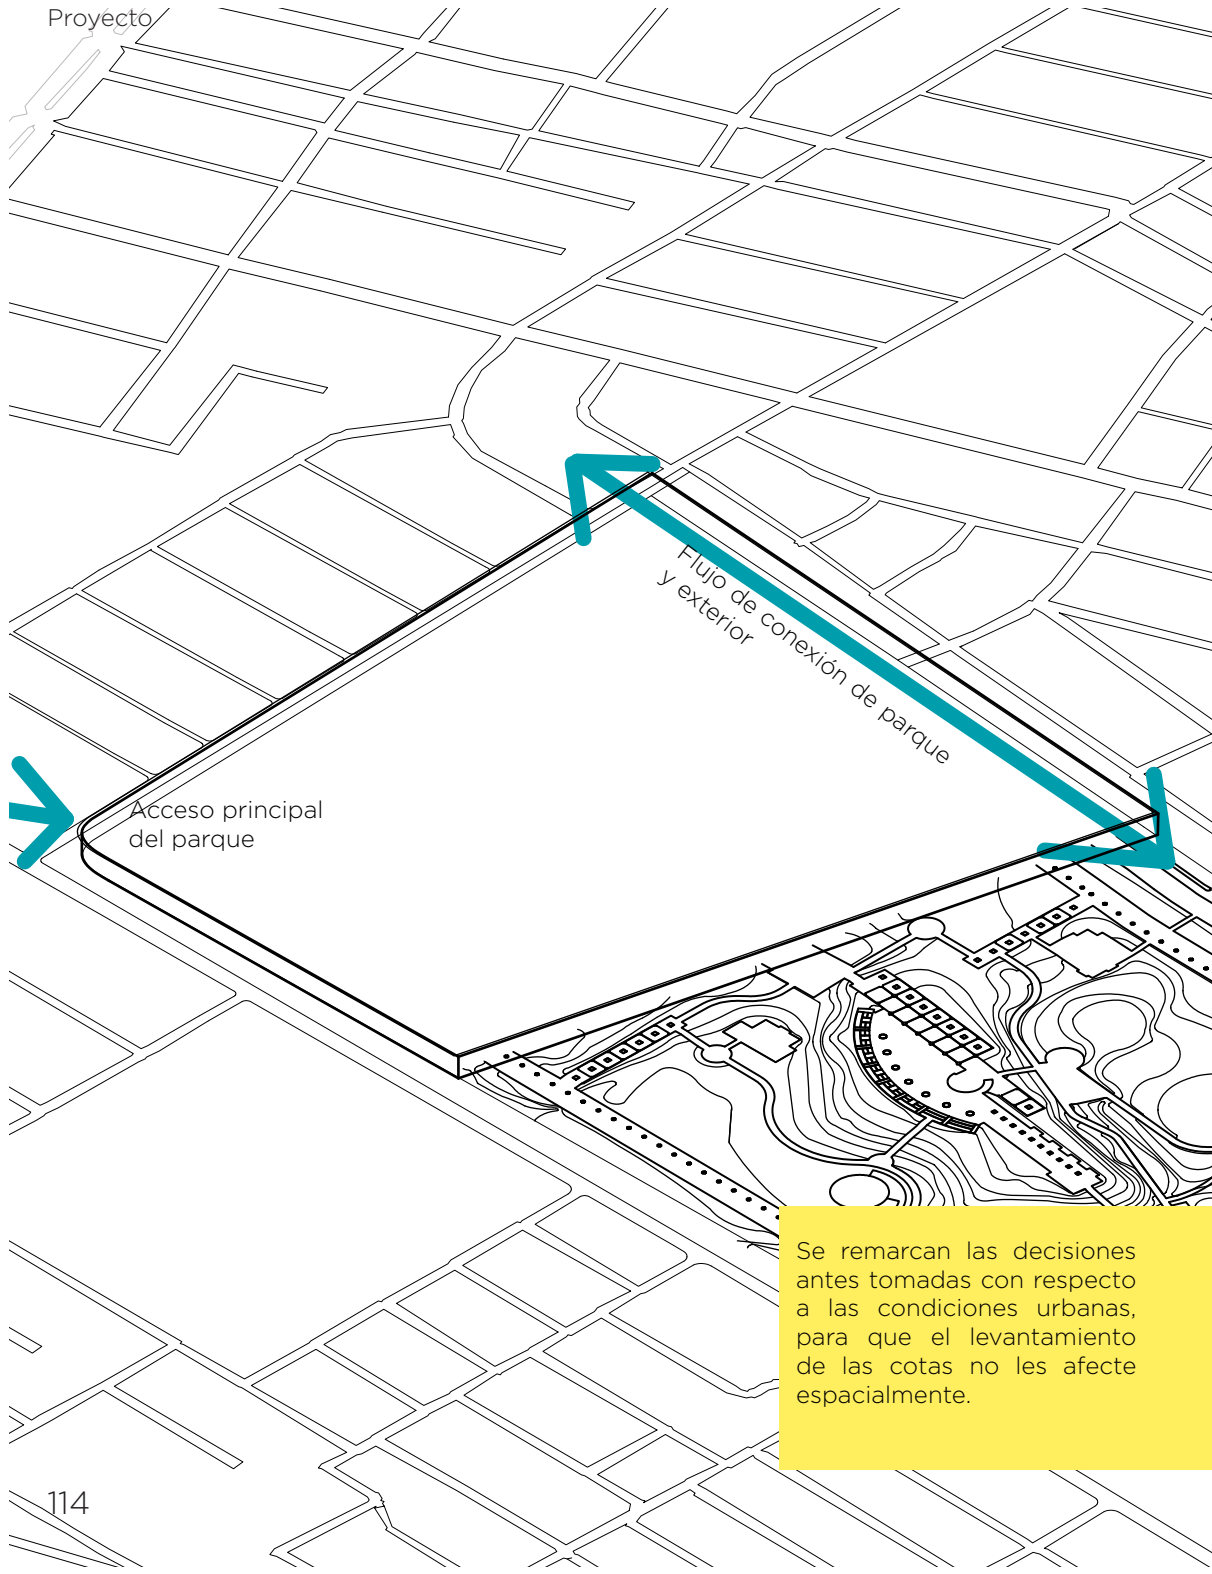 Proyecto
Flujo de conexión de parque
y exterior
Acceso principal
del parque
Se remarcan las decisiones
antes tomadas con respecto
a las condiciones urbanas,
para que el levantamiento
de las cotas no les afecte
espacialmente.
114